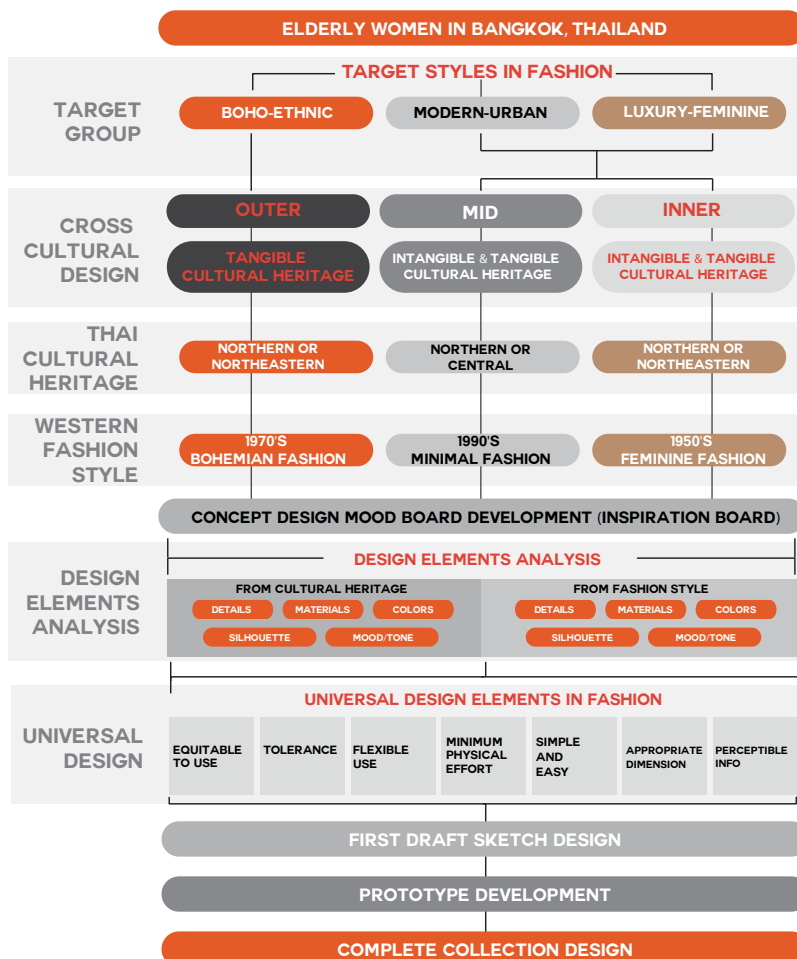 ELDERLY WOMEN IN BANGKOK, THAILAND
TARGET STYLES IN FASHION
TARGET
GROUP
BOHO-ETHNIC
MODERN-URBAN
LUXURY-FEMININE
CROSS
CULTURAL
DESIGN
OUTER
MID
INNER
TANGIBLE
CULTURAL HERITAGE
INTANGIBLE & TANGIBLE
CULTURAL HERITAGE
INTANGIBLE & TANGIBLE
CULTURAL HERITAGE
THAI
CULTURAL
HERITAGE
NORTHERN OR
NORTHEASTERN
NORTHERN OR
CENTRAL
NORTHERN OR
NORTHEASTERN
WESTERN
FASHION
STYLE
1970'S
BOHEMIAN FASHION
1990'S
MINIMAL FASHION
1950'S
FEMININE FASHION
CONCEPT DESIGN MOOD BOARD DEVELOPMENT (INSPIRATION BOARD)
DESIGN
ELEMENTS
ANALYSIS
DESIGN ELEMENTS ANALYSIS
FROM CULTURAL HERITAGE
DETAILS
MATERIALS
COLORS
SILHOUETTE
MOOD/TONE
FROM FASHION STYLE
DETAILS
MATERIALS
COLORS
SILHOUETTE
MOOD/TONE
UNIVERSAL
DESIGN
UNIVERSAL DESIGN ELEMENTS IN FASHION
EQUITABLE
TO USE
TOLERANCE
FLEXIBLE
USE
MINIMUM
PHYSICAL
EFFORT
SIMPLE
AND
EASY
APPROPRIATE
DIMENSION
PERCEPTIBLE
INFO
FIRST DRAFT SKETCH DESIGN
PROTOTYPE DEVELOPMENT
COMPLETE COLLECTION DESIGN